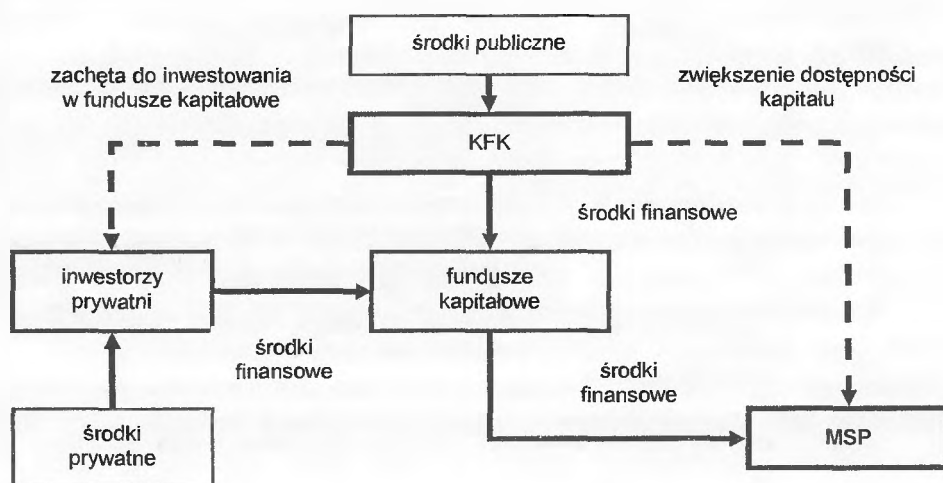 środki publiczne
zachęta do inwestowania
w fundusze kapitałowe
zwiększenie dostępności
kapitału
KFK
środki finansowe
inwestorzy
prywatni
fundusze
kapitałowe
środki
finansowe
środki
finansowe
środki
prywatne
MSP